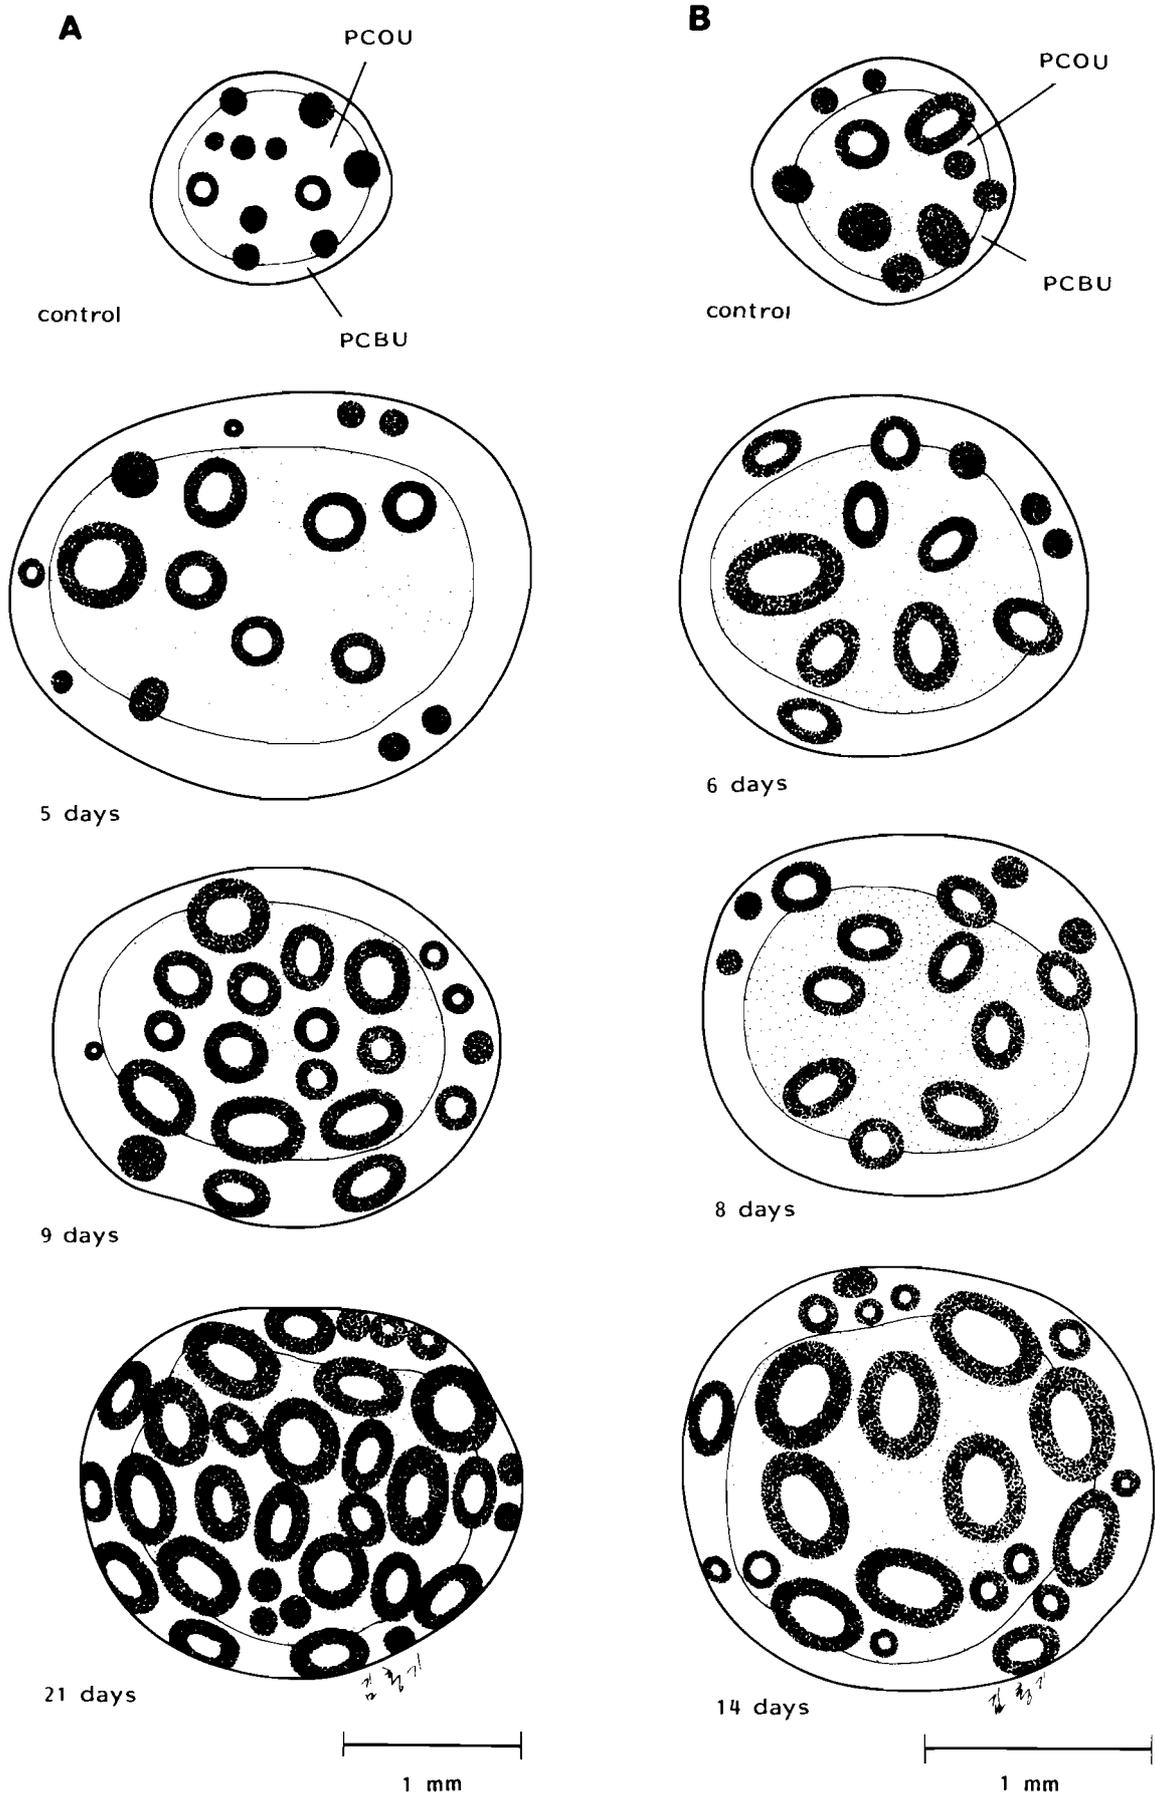 A
PCOU
control
PCBU
5 days
9 days
21 days
1 mm
B
PCOU
control
PCBU
6 days
8 days
14 days
1 mm